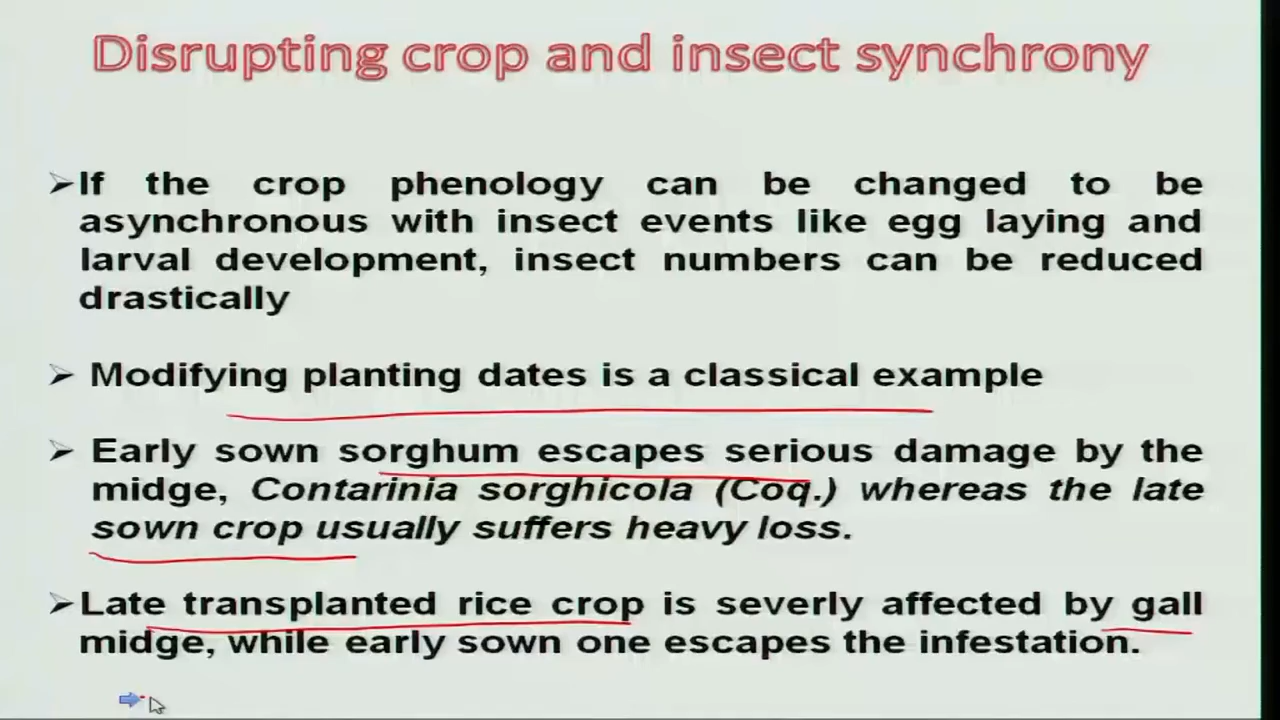 Disrupting crop and insect synchrony
➢If the crop phenology can be changed to be
asynchronous with insect events like egg laying and
larval development, insect numbers can be reduced
drastically
➢ Modifying planting dates is a classical example
➢ Early sown sorghum escapes serious damage by the
midge, Contarinia sorghicola (Coq.) whereas the late
sown crop usually suffers heavy loss.
➢Late transplanted rice crop is severly affected by gall
midge, while early sown one escapes the infestation.